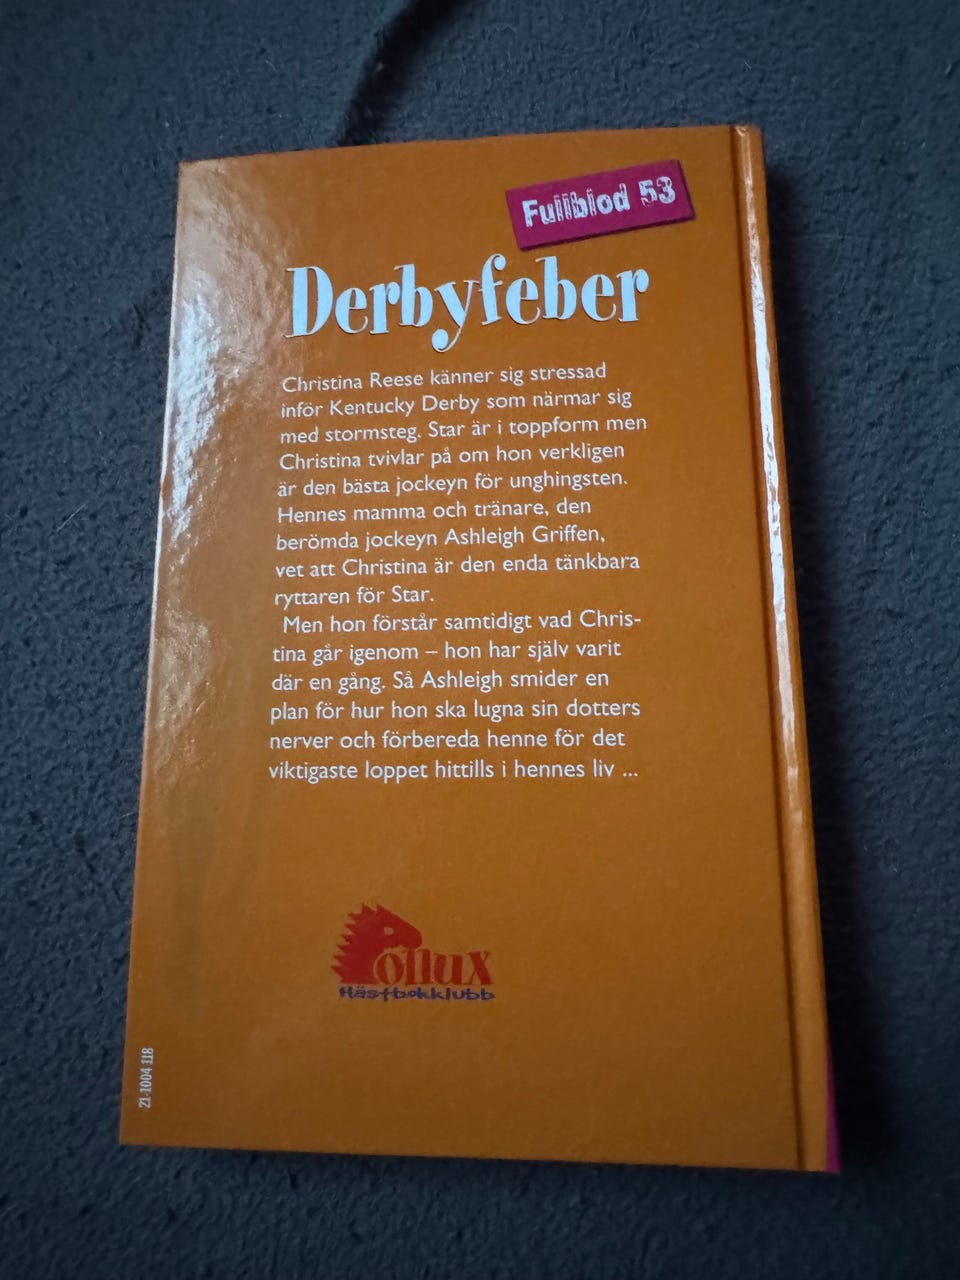 Fullblod 53
Derbyfeber
Christina Reese känner sig stressad
inför Kentucky Derby som närmar sig
med stormsteg. Star är i toppform men
Christina tvivlar på om hon verkligen
är den bästa jockeyn för unghingsten.
Hennes mamma och tränare, den
berömda jockeyn Ashleigh Griffen,
vet att Christina är den enda tänkbara
ryttaren för Star.
Men hon förstår samtidigt vad Chris-
tina går igenom – hon har själv varit
där en gång. Så Ashleigh smider en
plan för hur hon ska lugna sin dotters
nerver och förbereda henne för det
viktigaste loppet hittills i hennes liv ...
Pollux
Hästbokklubb
21-1004 118